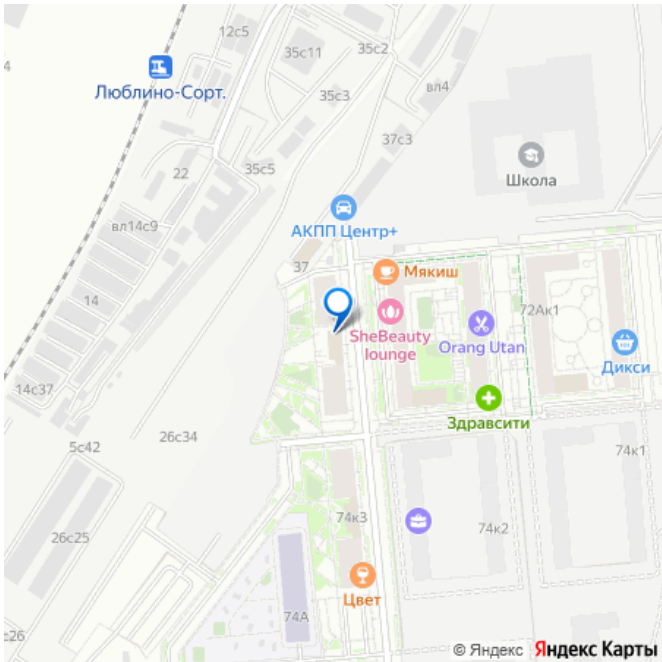 12с5
35с2
35с11
Люблино-Сорт.
35с3
вл4
37с3
35с5
22
Школа
вл14с9
АКПП Центр+
37
Мякиш
14
72Ак1
SheBeauty
lounge
Orang Utan
Дикси
14с37
Здравсити
26с34
5с42
74к1
74к3
74к2
26с25
Цвет
74А
с26
© Яндекс Яндекс Карты